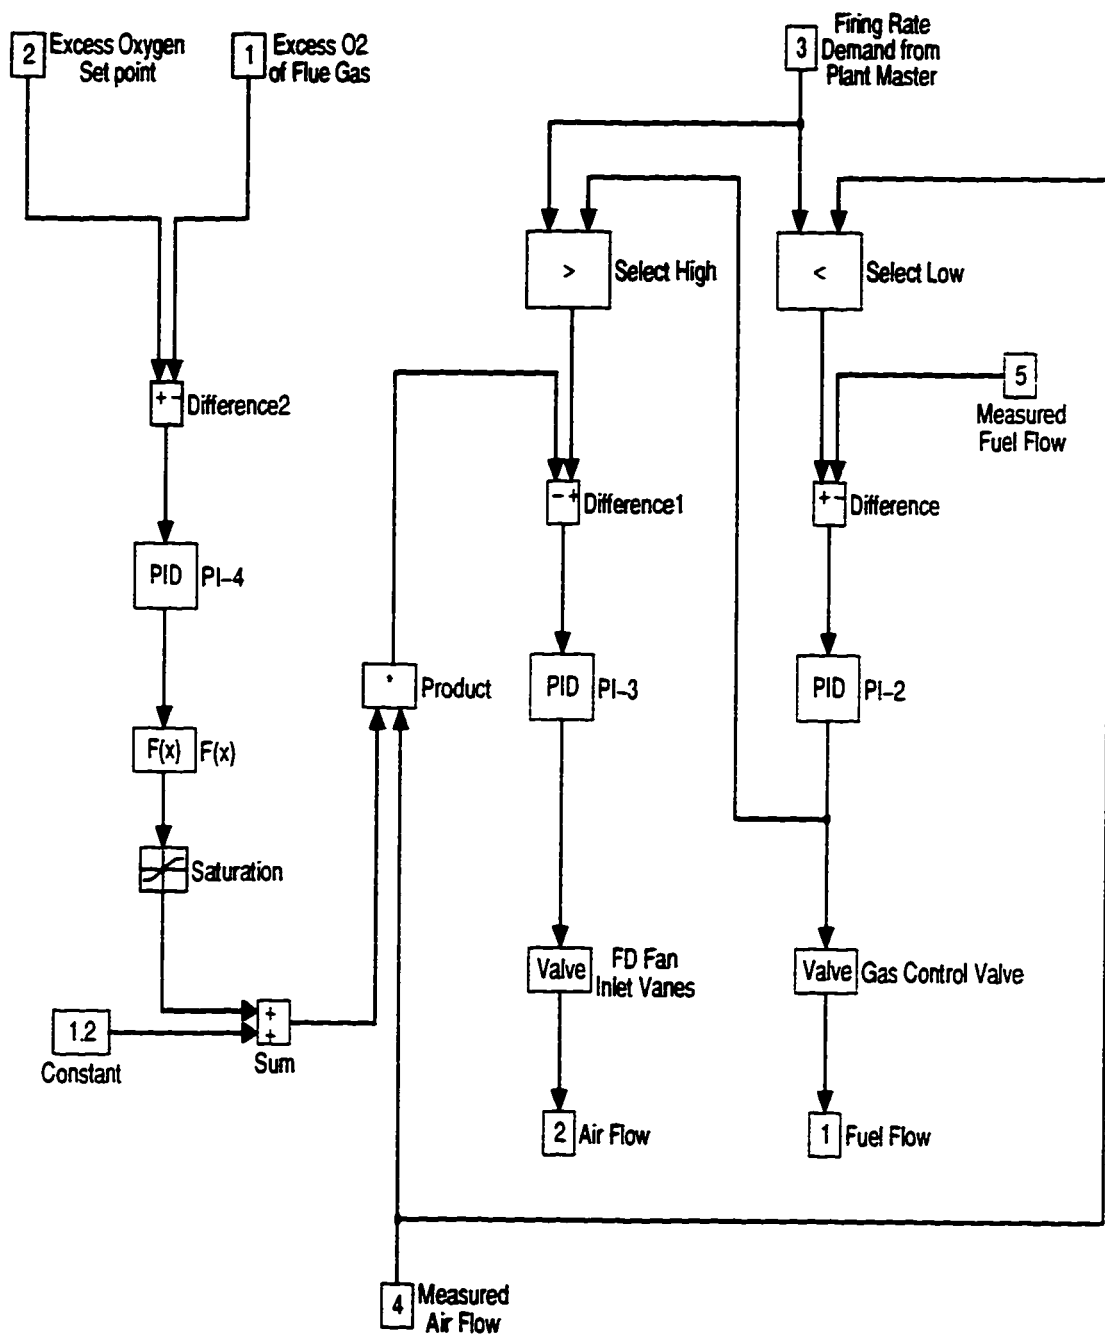 2
Excess Oxygen
Set point
1
Excess O2
of Flue Gas
3
Firing Rate
Demand from
Plant Master
>
Select High
<
Select Low
5
Measured
Fuel Flow
+ -
Difference2
- +
Difference1
+ -
Difference
PID
PI-4
*
Product
PID
PI-3
PID
PI-2
F(x)
F(x)
Saturation
Valve
FD Fan
Inlet Vanes
Valve
Gas Control Valve
1.2
Constant
+
+
Sum
2
Air Flow
1
Fuel Flow
4
Measured
Air Flow